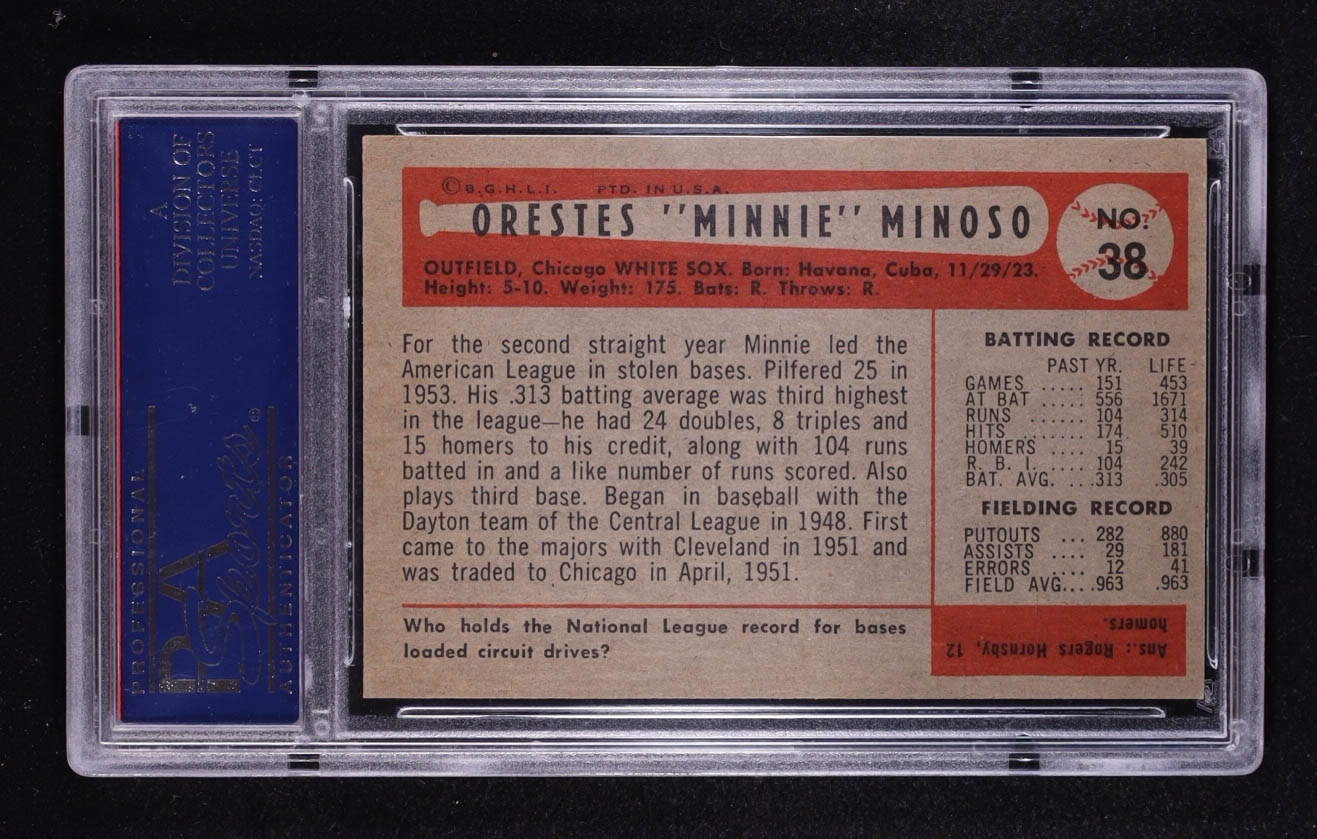 A
DIVISION OF
COLLECTORS
UNIVERSE
NASDAQ: CLCT
PROFESSIONAL
PSA
Sports®
AUTHENTICATOR
©B.G.H.L.I. PTD. IN U.S.A.
ORESTES "MINNIE" MINOSO
NO.
38
OUTFIELD, Chicago WHITE SOX. Born: Havana, Cuba, 11/29/23.
Height: 5-10. Weight: 175. Bats: R. Throws: R.
For the second straight year Minnie led the
American League in stolen bases. Pilfered 25 in
1953. His .313 batting average was third highest
in the league—he had 24 doubles, 8 triples and
15 homers to his credit, along with 104 runs
batted in and a like number of runs scored. Also
plays third base. Began in baseball with the
Dayton team of the Central League in 1948. First
came to the majors with Cleveland in 1951 and
was traded to Chicago in April, 1951.
Who holds the National League record for bases
loaded circuit drives?
BATTING RECORD
PAST YR. LIFE
GAMES ..... 151 453
AT BAT ..... 556 1671
RUNS ...... 104 314
HITS ...... 174 510
HOMERS .... 15 39
R. B. I. .... 104 242
BAT. AVG. ....313 .305
FIELDING RECORD
PUTOUTS ... 282 880
ASSISTS .... 29 181
ERRORS .... 12 41
FIELD AVG....963 .963
Ans.: Rogers Hornsby, 12
homers.